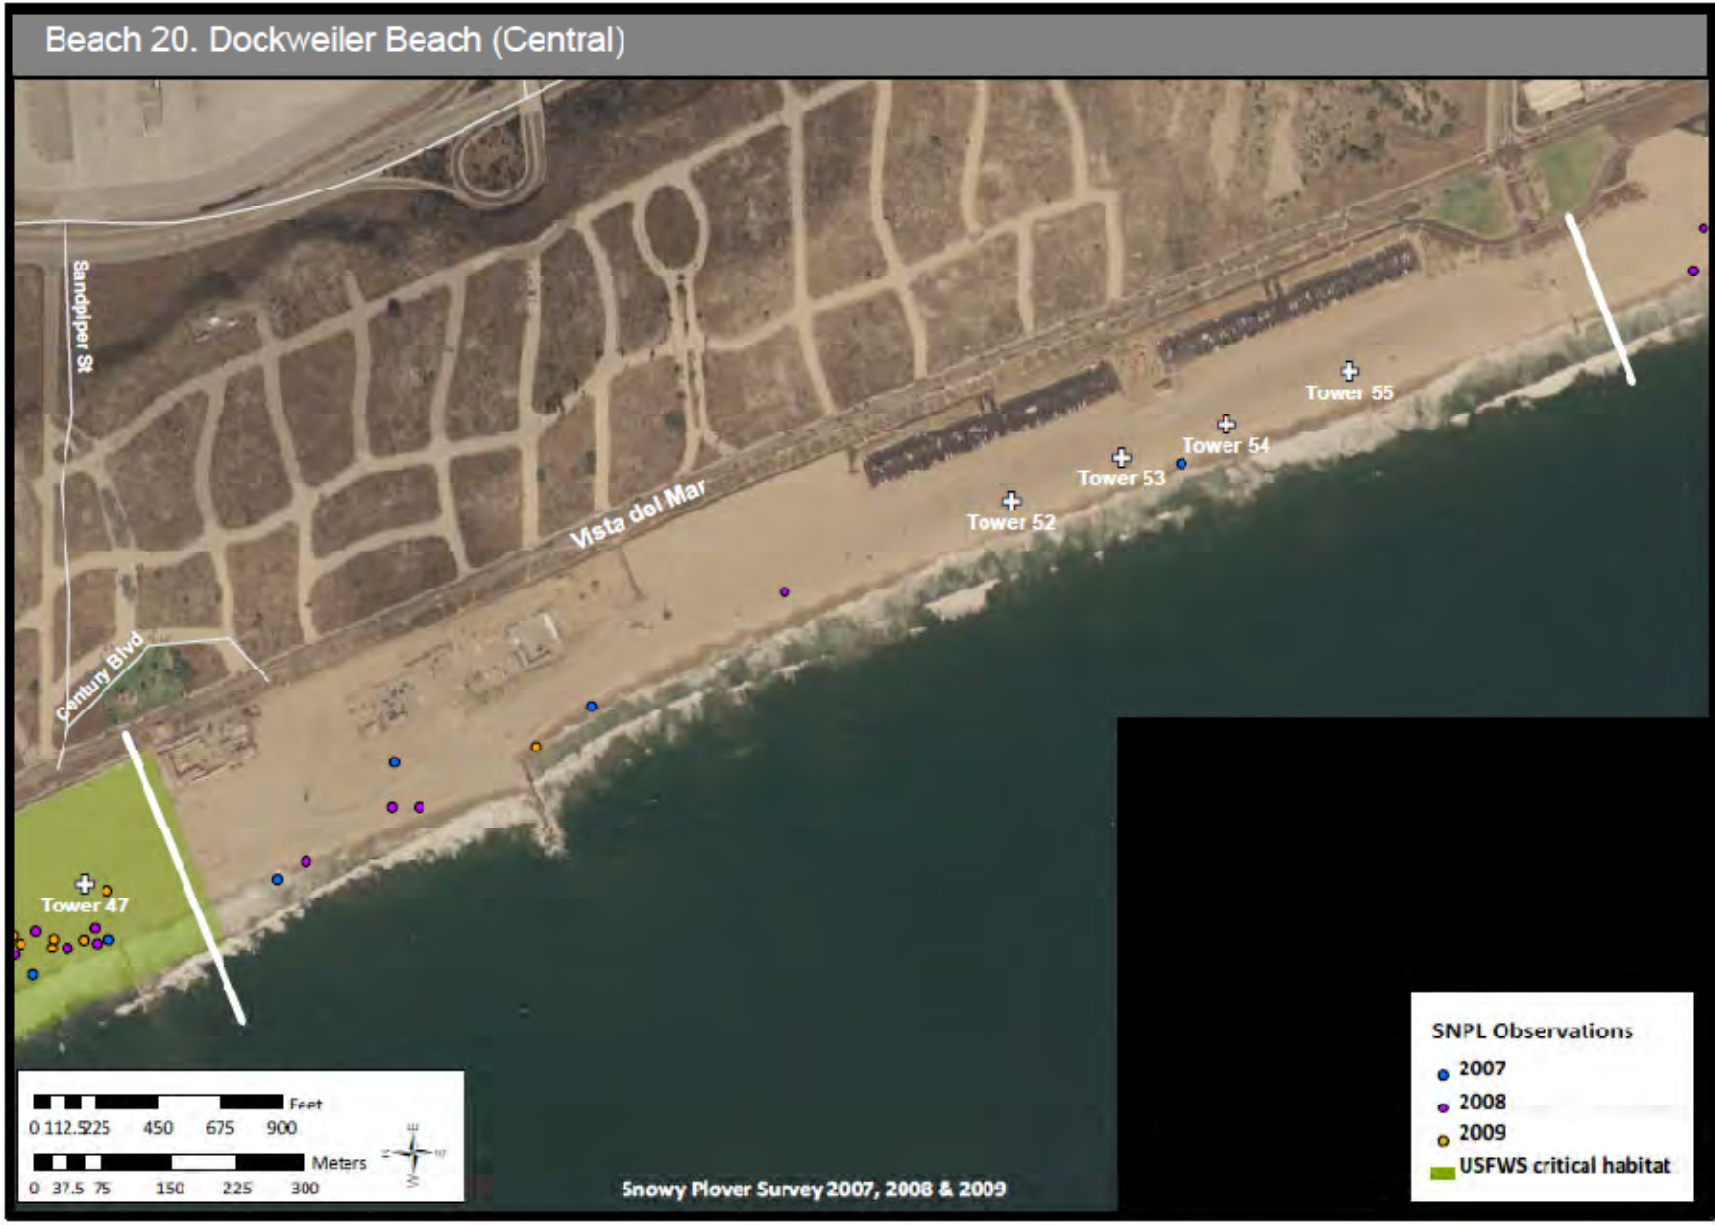 Beach 20. Dockweiler Beach (Central)
Sandpiper St
Tower 55
Tower 54
Tower 53
Tower 52
Vista del Mar
Century Blvd
Tower 47
SNPL Observations
2007
2008
2009
USFWS critical habitat
Feet
0 112.5225 450 675 900
Meters
0 37.5 75 150 225 300
E
N S
W
Snowy Plover Survey 2007, 2008 & 2009